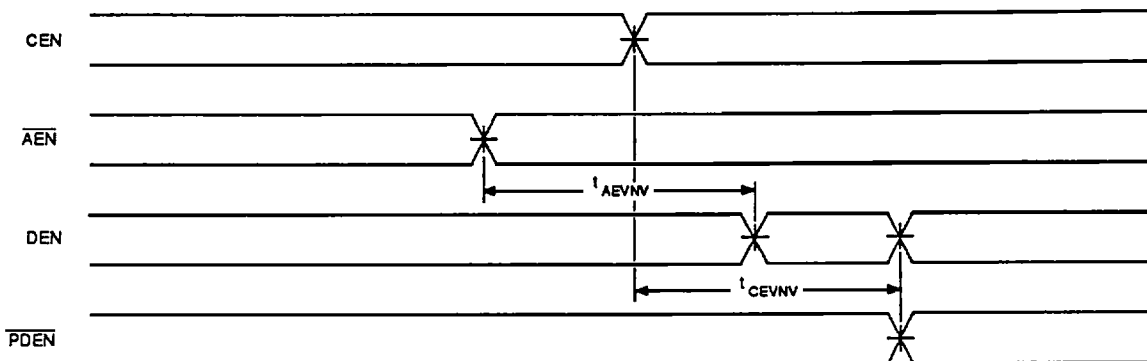 CEN
AEN
t AEVNV
DEN
t CEVNV
PDEN